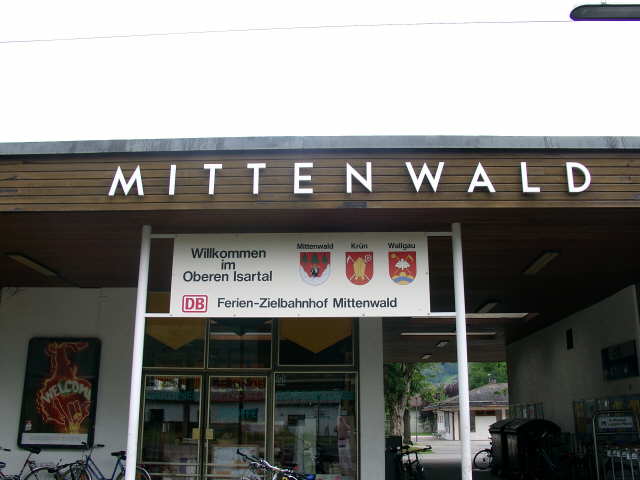 MITTENWALD
Willkommen
im
Oberen Isartal
Mittenwald Krün Wallgau
DB Ferien-Zielbahnhof Mittenwald
WELCOME